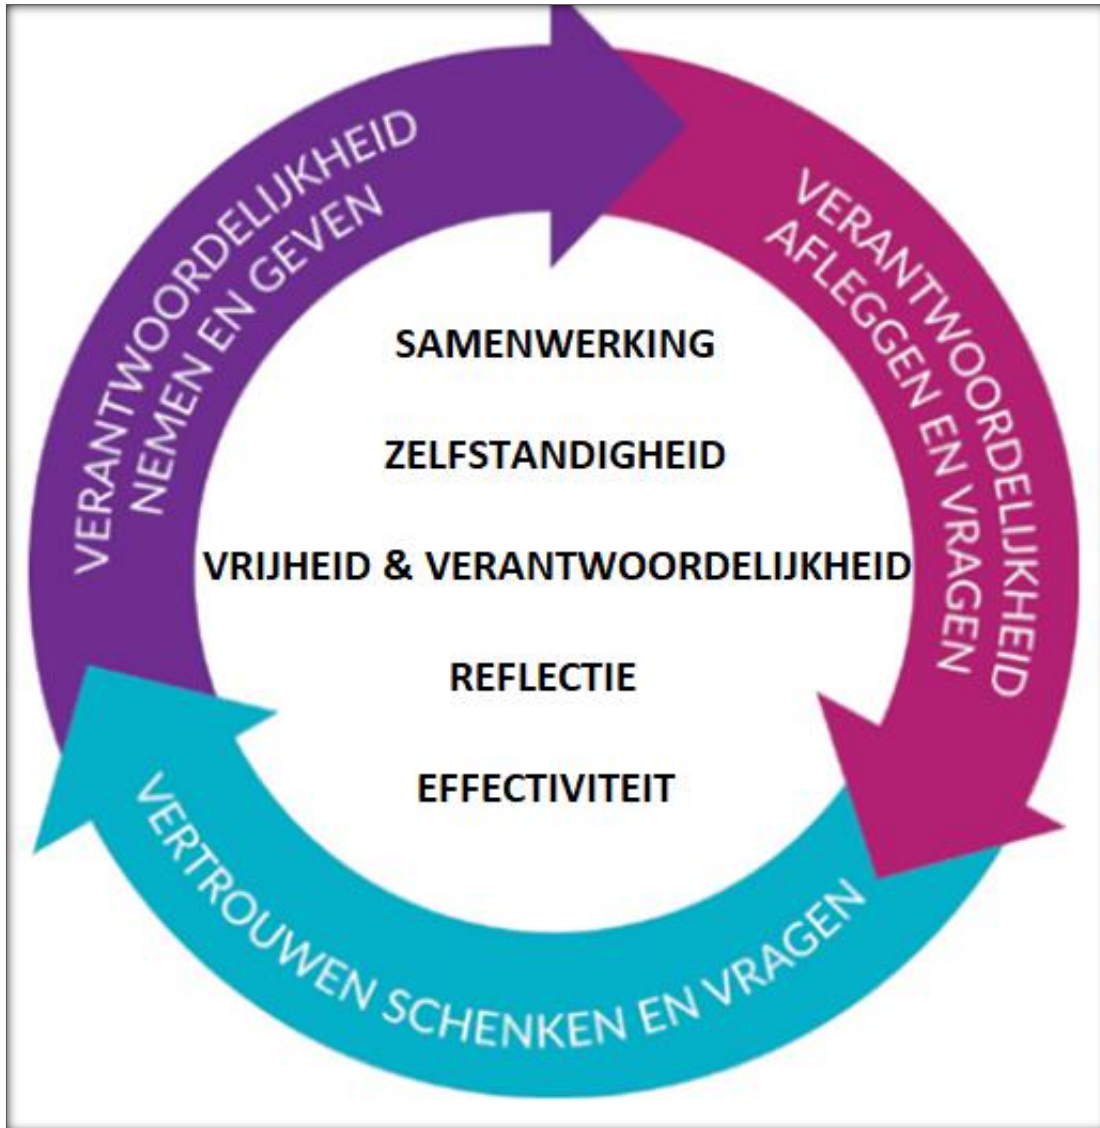 VERANTWOORDELIJKHEID
NEMEN EN GEVEN
VERANTWOORDELIJKHEID
AFLEGGEN EN VRAGEN
SAMENWERKING
ZELFSTANDIGHEID
VRIJHEID & VERANTWOORDELIJKHEID
REFLECTIE
EFFECTIVITEIT
VERTROUWEN SCHENKEN EN VRAGEN